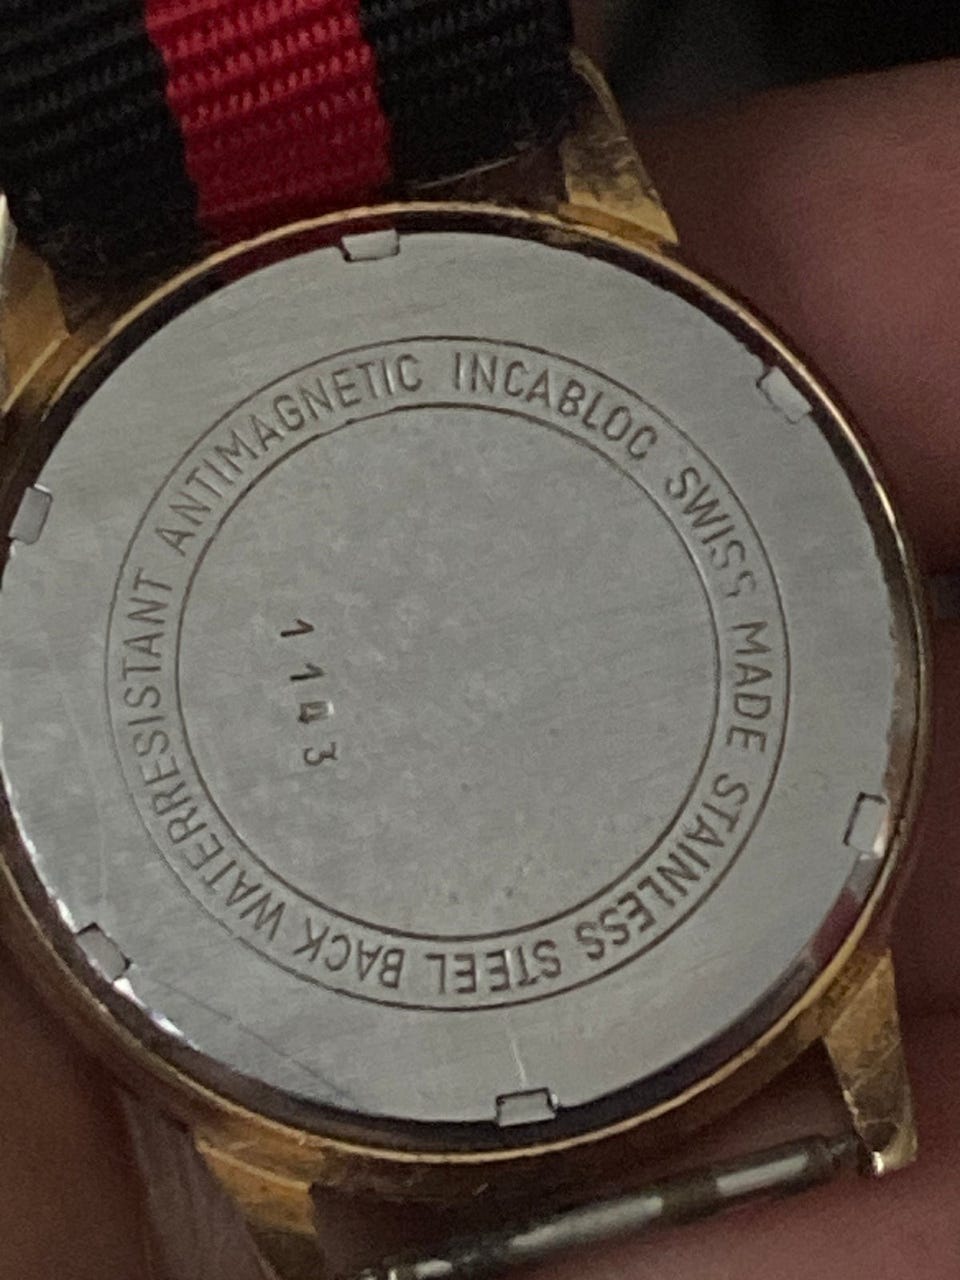 WATERRESISTANT ANTIMAGNETIC INCABLOC SWISS MADE STAINLESS STEEL BACK
1143